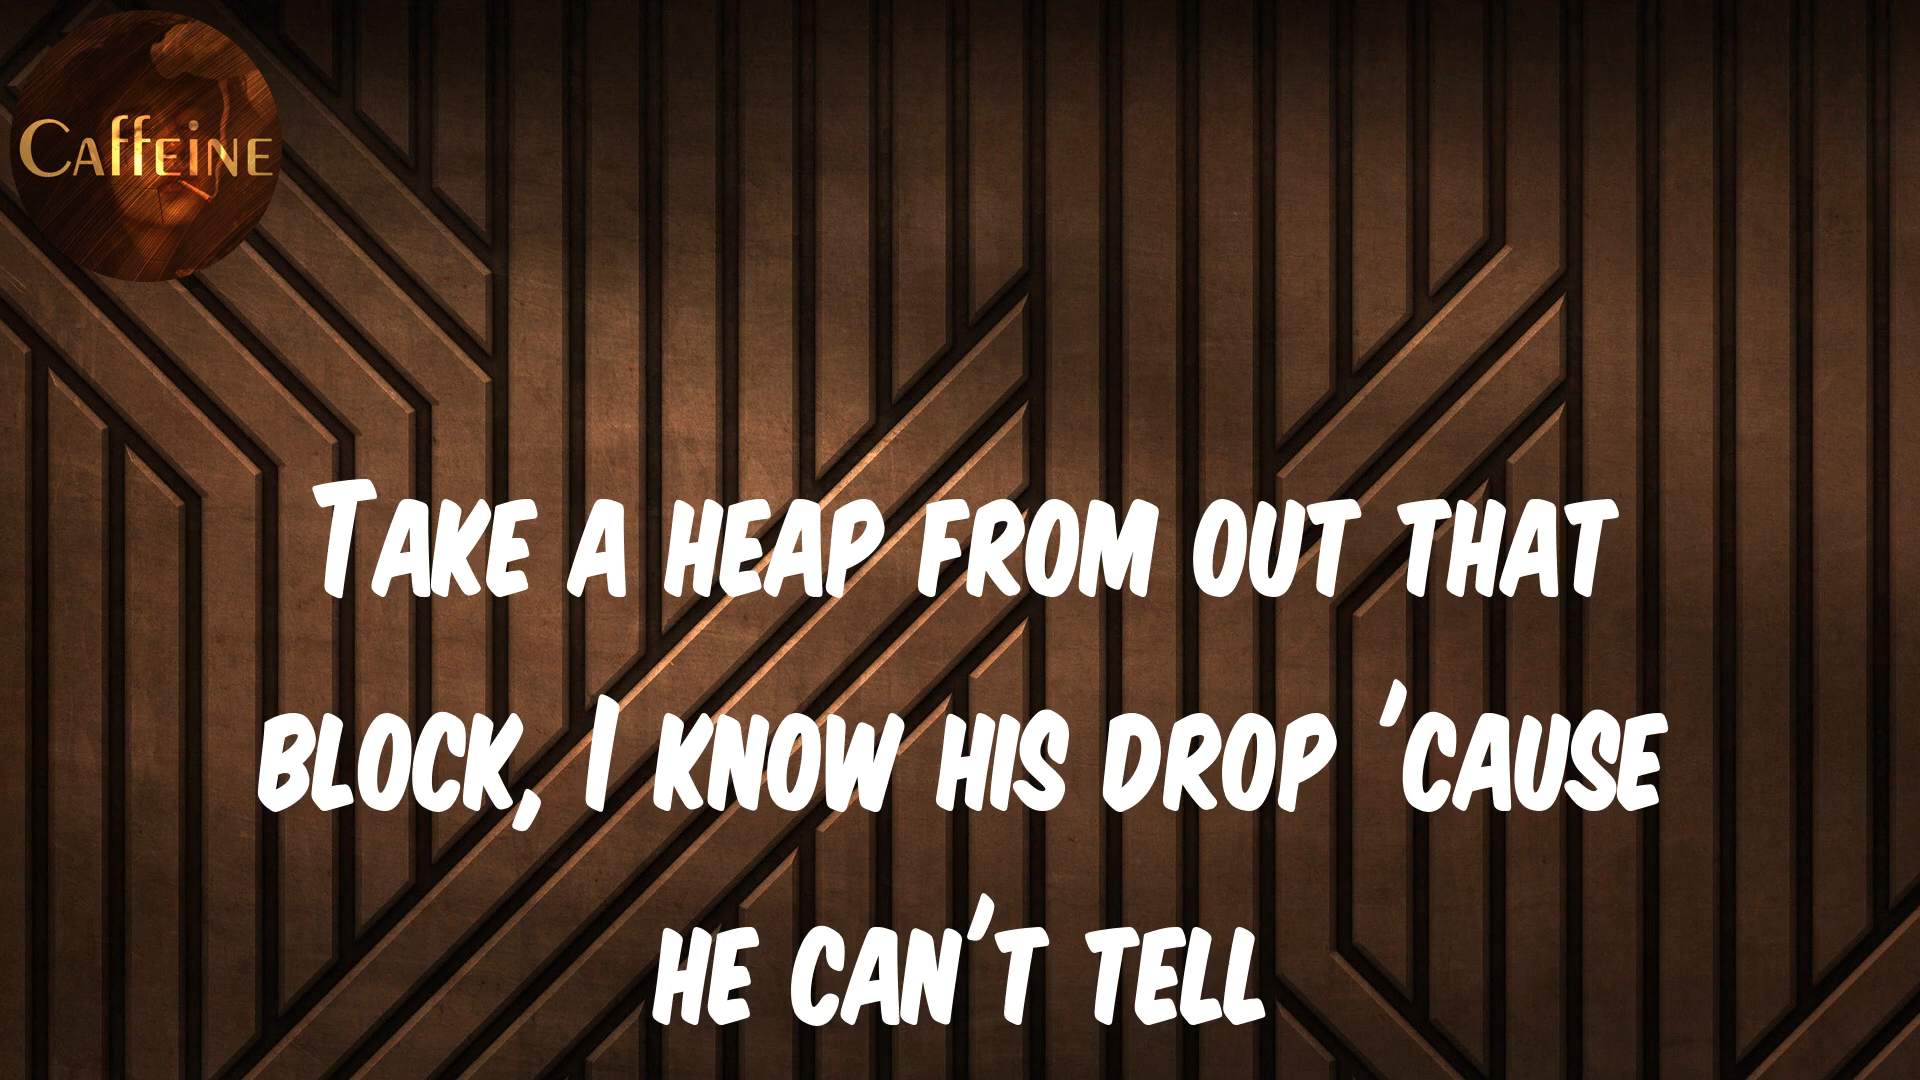 Caffeine
Take a heap from out that
block, I know his drop 'cause
he can't tell